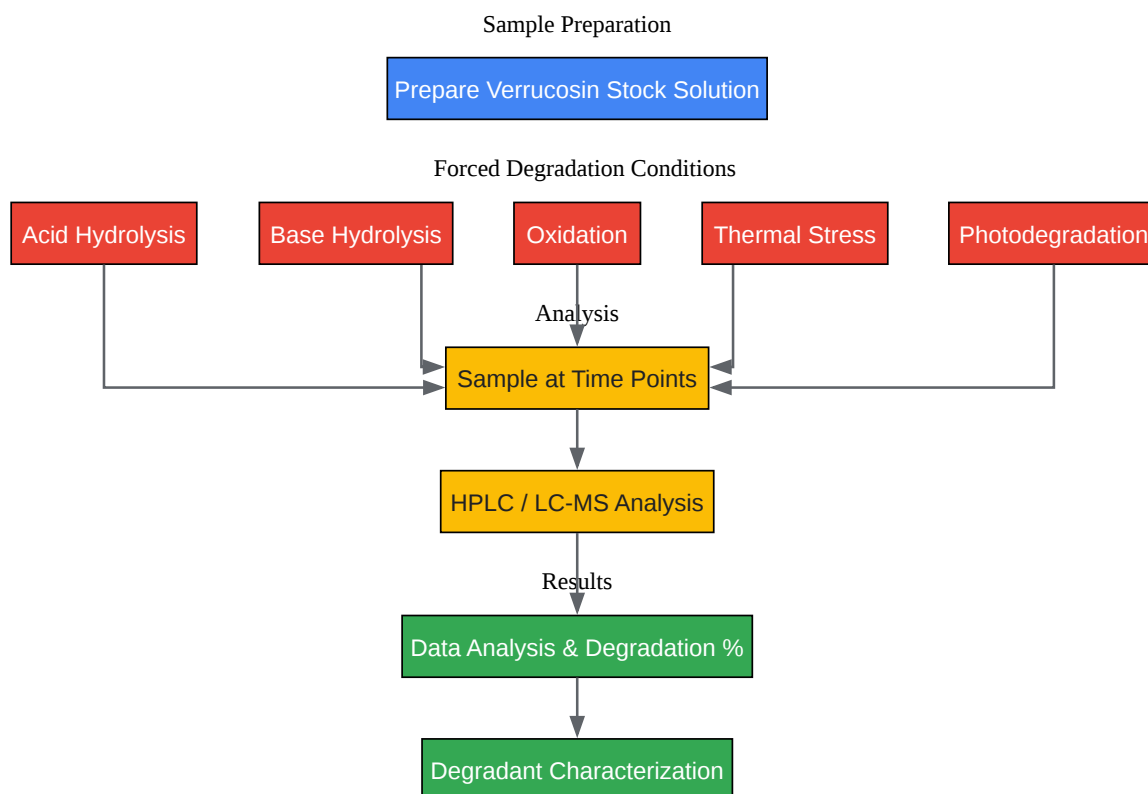 Sample Preparation
Prepare Verrucosin Stock Solution
Forced Degradation Conditions
Acid Hydrolysis
Base Hydrolysis
Oxidation
Thermal Stress
Photodegradation
Analysis
Sample at Time Points
HPLC / LC-MS Analysis
Results
Data Analysis & Degradation %
Degradant Characterization